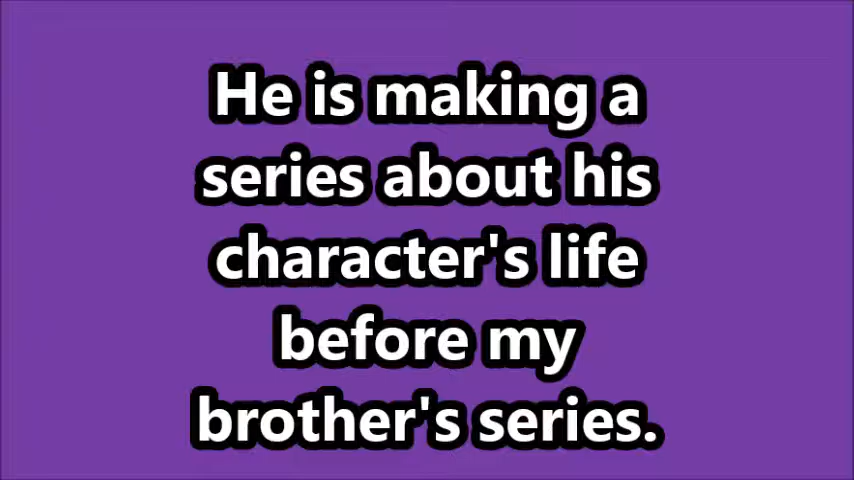 He is making a
series about his
character's life
before my
brother's series.